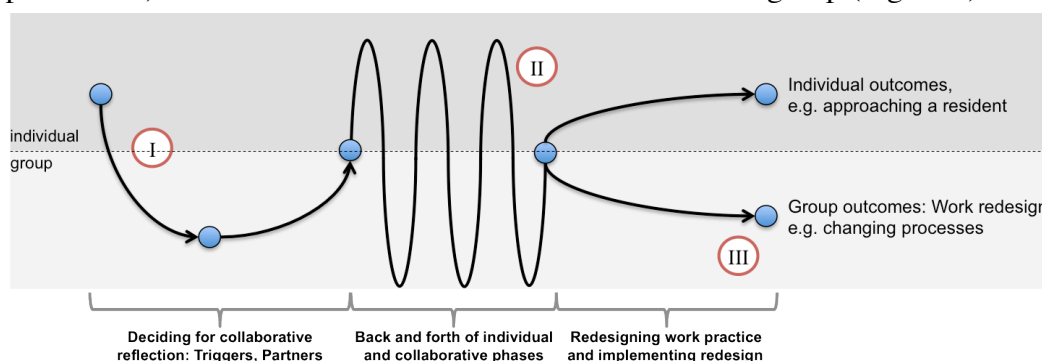 II
Individual outcomes,
e.g. approaching a resident
individual
group
I
Group outcomes: Work redesign
e.g. changing processes
III
Deciding for collaborative
reflection: Triggers, Partners
Back and forth of individual
and collaborative phases
Redesigning work practice
and implementing redesign